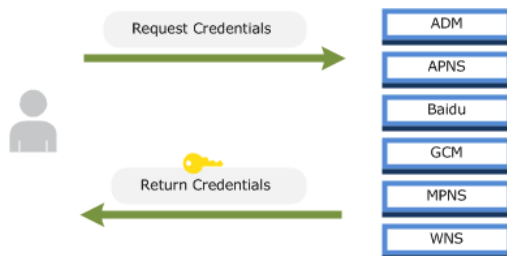 Request Credentials
Return Credentials
ADM
APNS
Baidu
GCM
MPNS
WNS